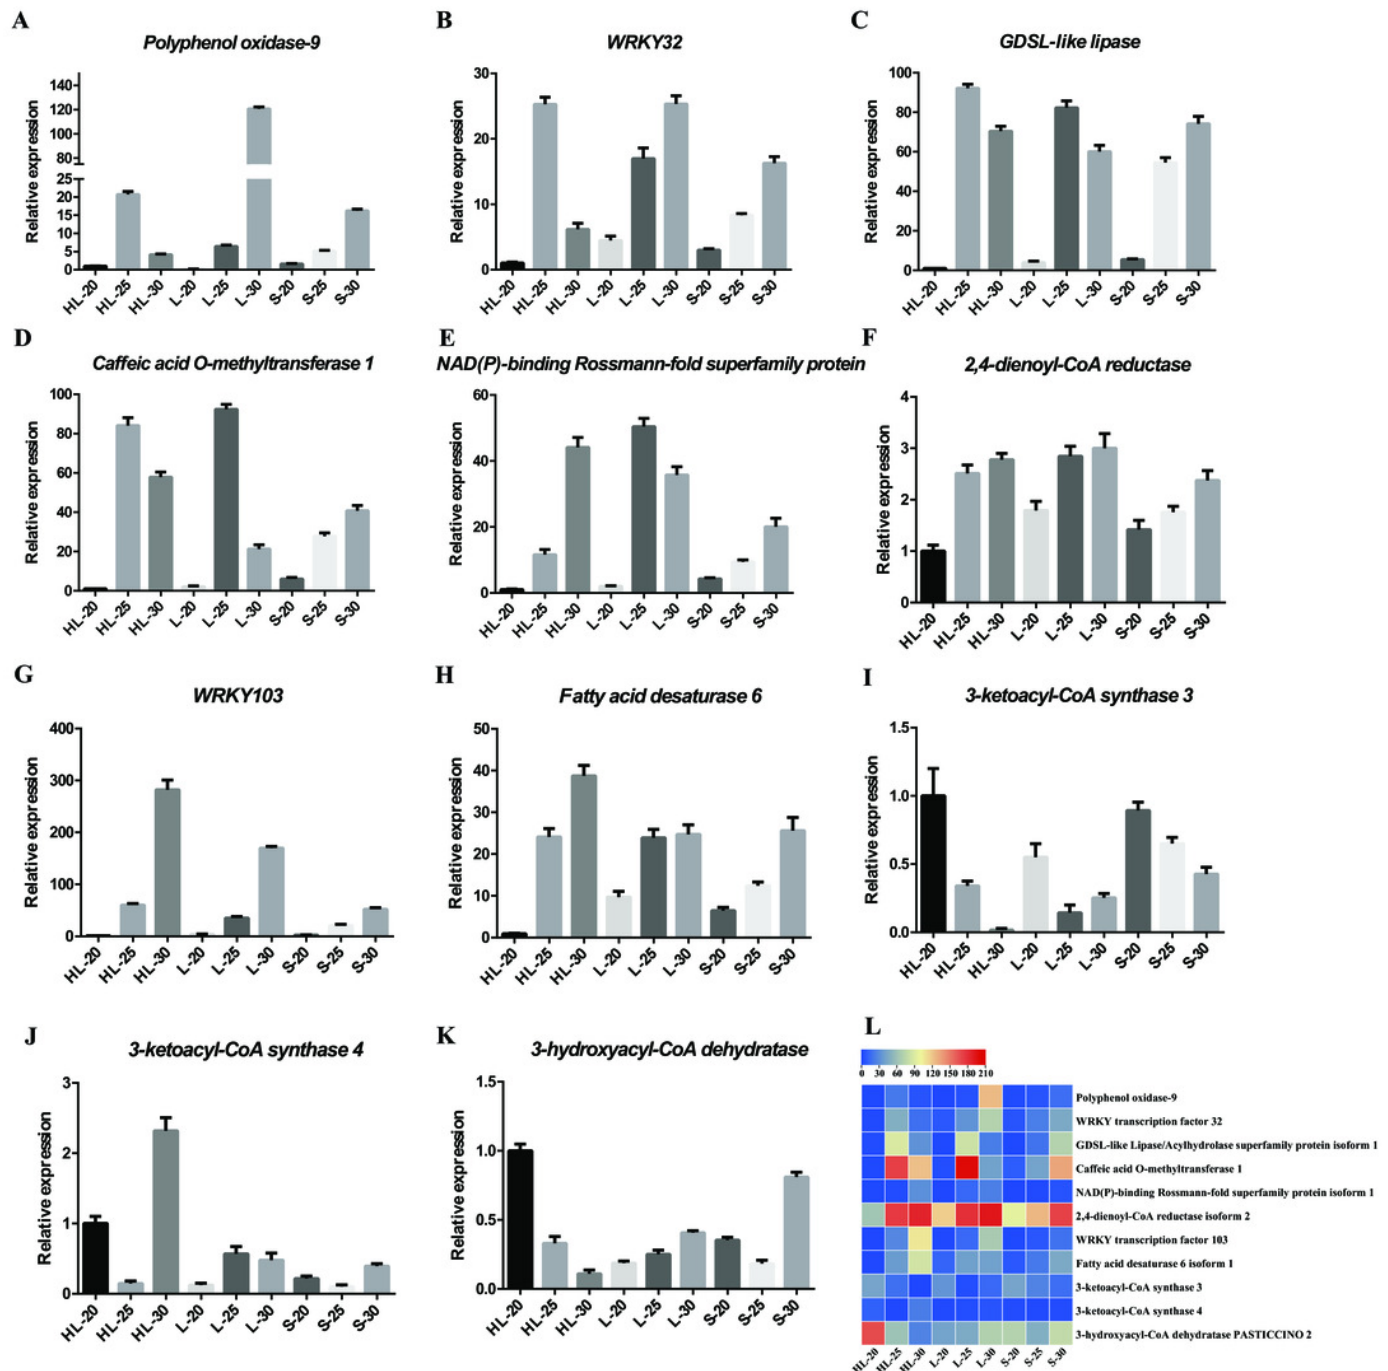 A
Polyphenol oxidase-9
Relative expression
140
120
100
80
25
20
15
10
5
0
HL-20 HL-25 HL-30 L-20 L-25 L-30 S-20 S-25 S-30
B
WRKY32
Relative expression
30
20
10
0
HL-20 HL-25 HL-30 L-20 L-25 L-30 S-20 S-25 S-30
C
GDSL-like lipase
Relative expression
100
80
60
40
20
0
HL-20 HL-25 HL-30 L-20 L-25 L-30 S-20 S-25 S-30
D
Caffeic acid O-methyltransferase 1
Relative expression
100
80
60
40
20
0
HL-20 HL-25 HL-30 L-20 L-25 L-30 S-20 S-25 S-30
E
NAD(P)-binding Rossmann-fold superfamily protein
Relative expression
60
40
20
0
HL-20 HL-25 HL-30 L-20 L-25 L-30 S-20 S-25 S-30
F
2,4-dienoyl-CoA reductase
Relative expression
4
3
2
1
0
HL-20 HL-25 HL-30 L-20 L-25 L-30 S-20 S-25 S-30
G
WRKY103
Relative expression
400
300
200
100
0
HL-20 HL-25 HL-30 L-20 L-25 L-30 S-20 S-25 S-30
H
Fatty acid desaturase 6
Relative expression
50
40
30
20
10
0
HL-20 HL-25 HL-30 L-20 L-25 L-30 S-20 S-25 S-30
I
3-ketoacyl-CoA synthase 3
Relative expression
1.5
1.0
0.5
0.0
HL-20 HL-25 HL-30 L-20 L-25 L-30 S-20 S-25 S-30
J
3-ketoacyl-CoA synthase 4
Relative expression
3
2
1
0
HL-20 HL-25 HL-30 L-20 L-25 L-30 S-20 S-25 S-30
K
3-hydroxyacyl-CoA dehydratase
Relative expression
1.5
1.0
0.5
0.0
HL-20 HL-25 HL-30 L-20 L-25 L-30 S-20 S-25 S-30
L
0 30 60 90 120 150 180 210
Polyphenol oxidase-9
WRKY transcription factor 32
GDSL-like Lipase/Acylhydrolase superfamily protein isoform 1
Caffeic acid O-methyltransferase 1
NAD(P)-binding Rossmann-fold superfamily protein isoform 1
2,4-dienoyl-CoA reductase isoform 2
WRKY transcription factor 103
Fatty acid desaturase 6 isoform 1
3-ketoacyl-CoA synthase 3
3-ketoacyl-CoA synthase 4
3-hydroxyacyl-CoA dehydratase PASTICCINO 2
HL-20 HL-25 HL-30 L-20 L-25 L-30 S-20 S-25 S-30